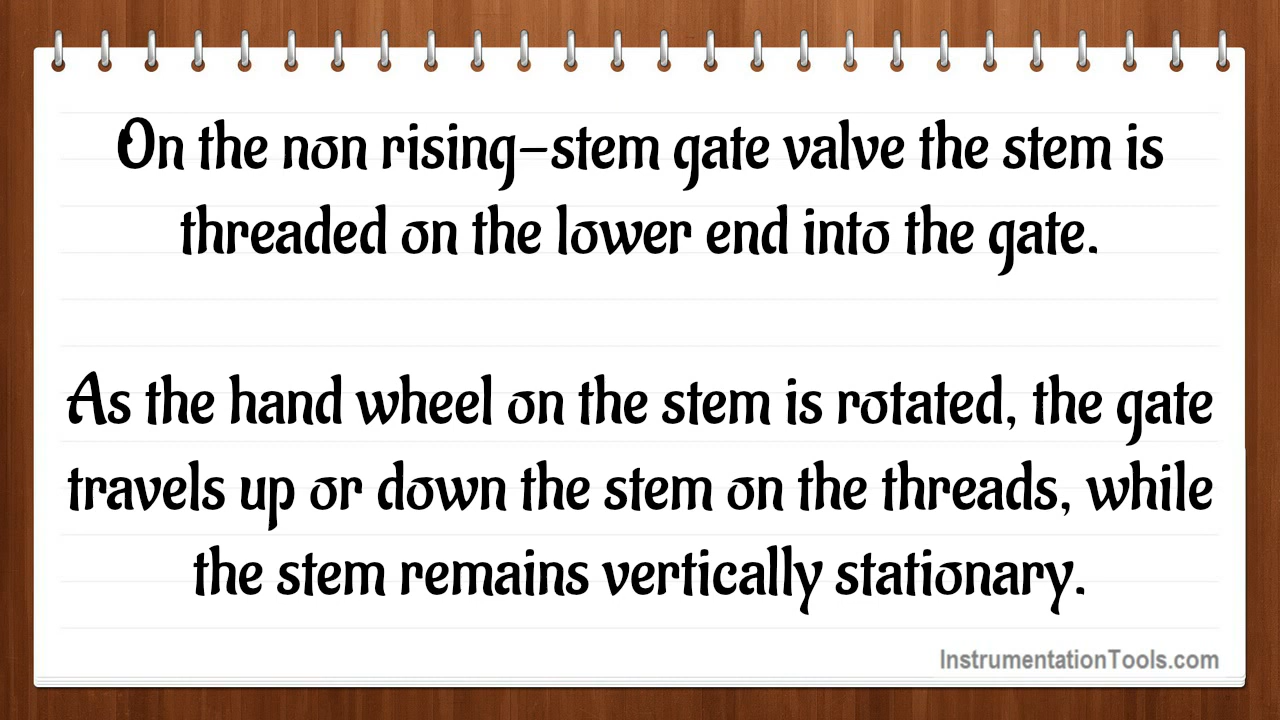 On the non rising-stem gate valve the stem is
threaded on the lower end into the gate.
As the hand wheel on the stem is rotated, the gate
travels up or down the stem on the threads, while
the stem remains vertically stationary.
InstrumentationTools.com